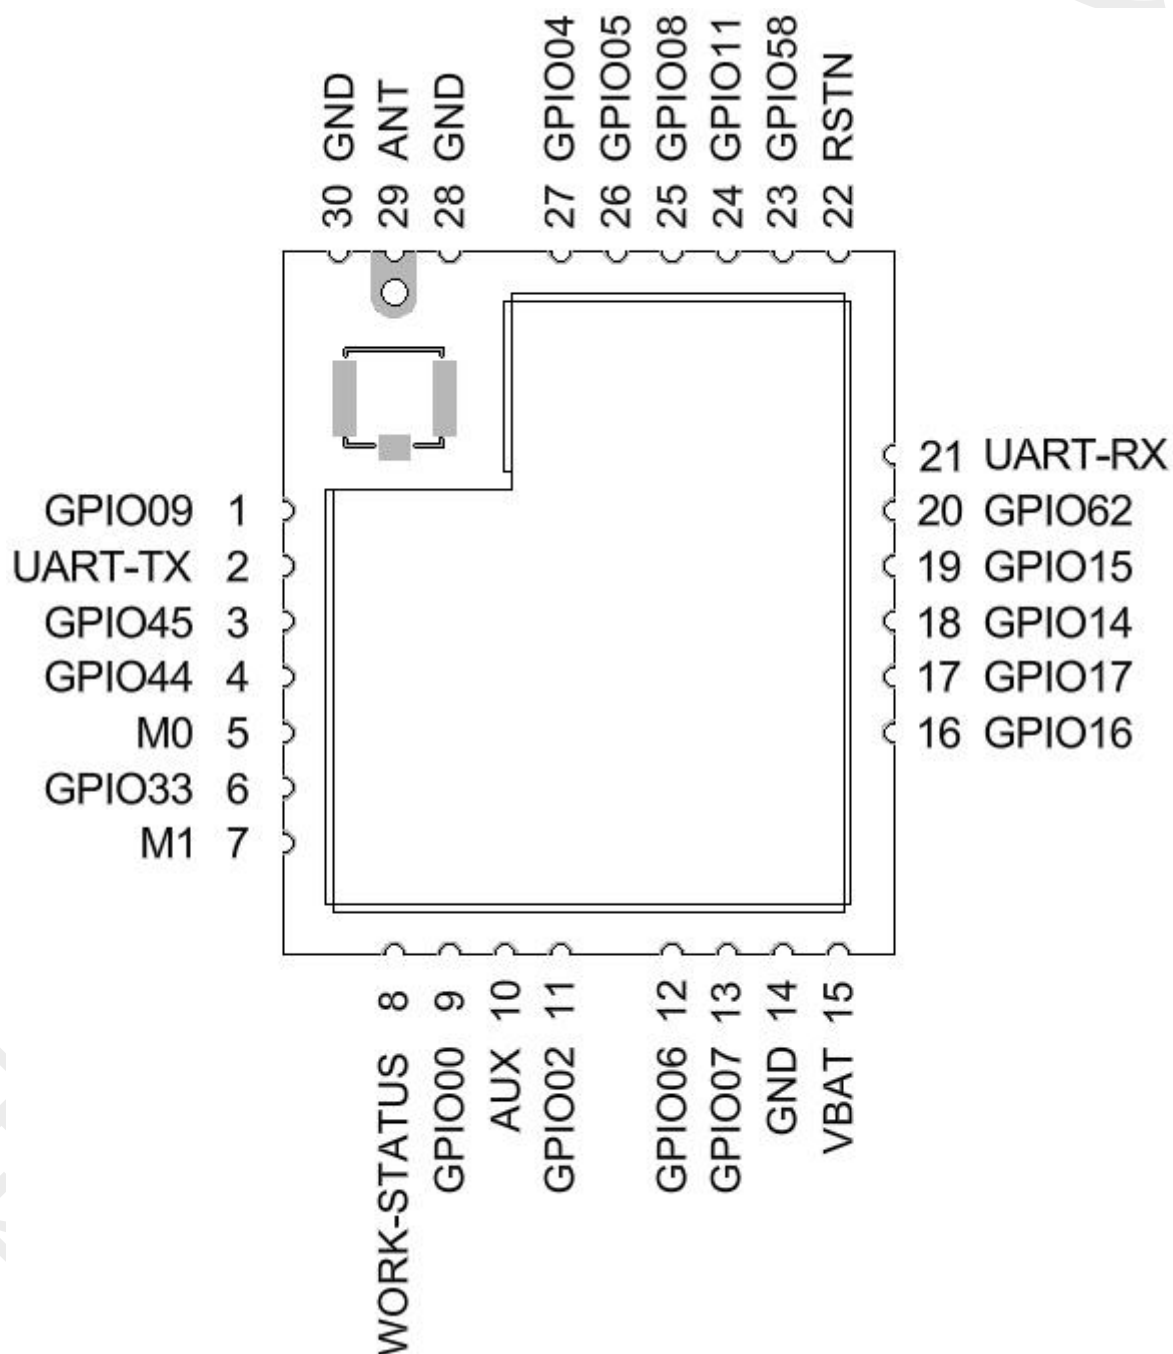 30 GND
29 ANT
28 GND
27 GPIO04
26 GPIO05
25 GPIO08
24 GPIO11
23 GPIO58
22 RSTN
GPIO09 1
UART-TX 2
GPIO45 3
GPIO44 4
M0 5
GPIO33 6
M1 7
21 UART-RX
20 GPIO62
19 GPIO15
18 GPIO14
17 GPIO17
16 GPIO16
WORK-STATUS 8
GPIO00 9
AUX 10
GPIO02 11
GPIO06 12
GPIO07 13
GND 14
VBAT 15